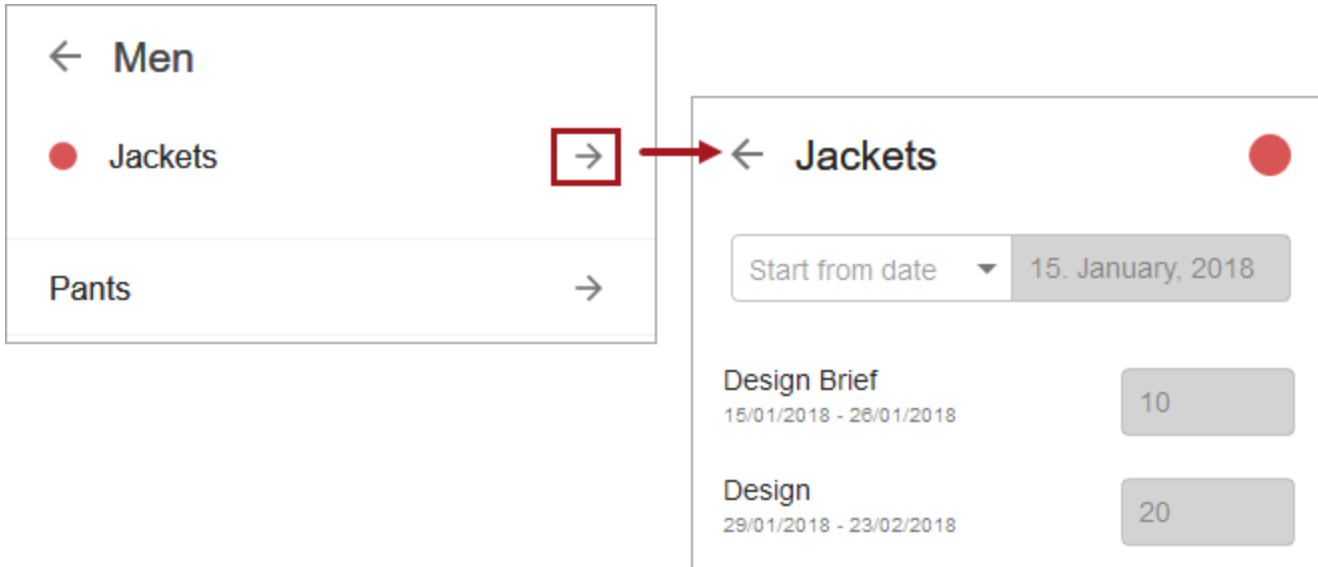 Men
Jackets
Pants
Jackets
Start from date
15. January, 2018
Design Brief
15/01/2018 - 26/01/2018
10
Design
29/01/2018 - 23/02/2018
20